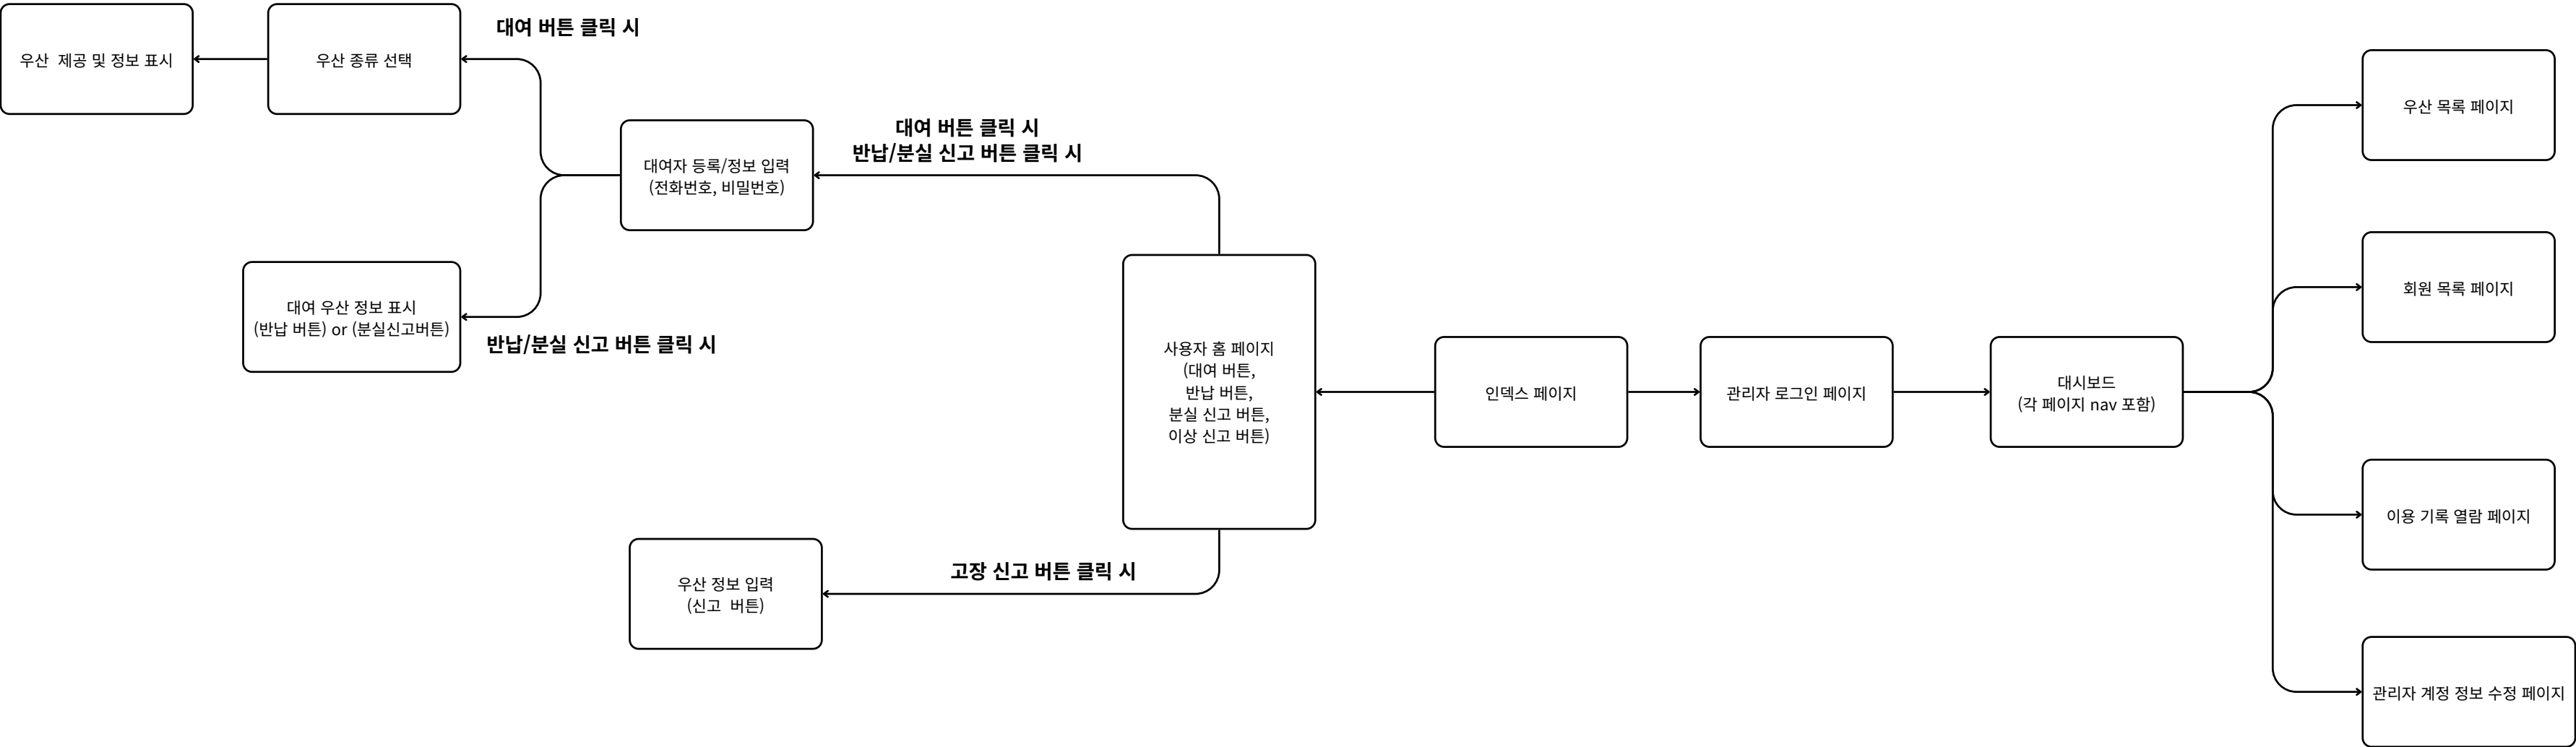 대여 버튼 클릭 시
우산 제공 및 정보 표시
우산 종류 선택
대여 버튼 클릭 시
반납/분실 신고 버튼 클릭 시
대여자 등록/정보 입력
(전화번호, 비밀번호)
대여 우산 정보 표시
(반납 버튼) or (분실신고버튼)
반납/분실 신고 버튼 클릭 시
사용자 홈 페이지
(대여 버튼,
반납 버튼,
분실 신고 버튼,
이상 신고 버튼)
고장 신고 버튼 클릭 시
우산 정보 입력
(신고 버튼)
인덱스 페이지
관리자 로그인 페이지
대시보드
(각 페이지 nav 포함)
우산 목록 페이지
회원 목록 페이지
이용 기록 열람 페이지
관리자 계정 정보 수정 페이지